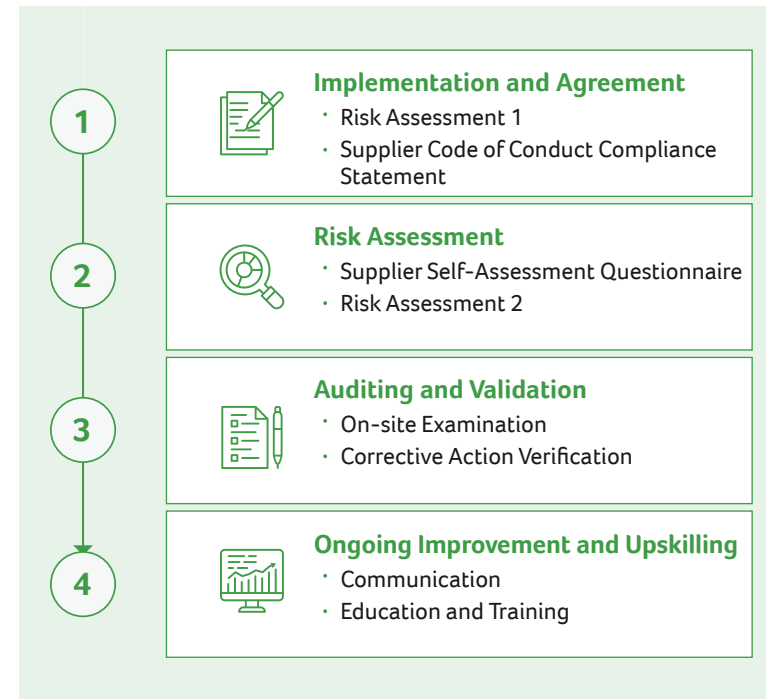 1
Implementation and Agreement
· Risk Assessment 1
· Supplier Code of Conduct Compliance
Statement
2
Risk Assessment
· Supplier Self-Assessment Questionnaire
· Risk Assessment 2
3
Auditing and Validation
· On-site Examination
· Corrective Action Verification
4
Ongoing Improvement and Upskilling
· Communication
· Education and Training